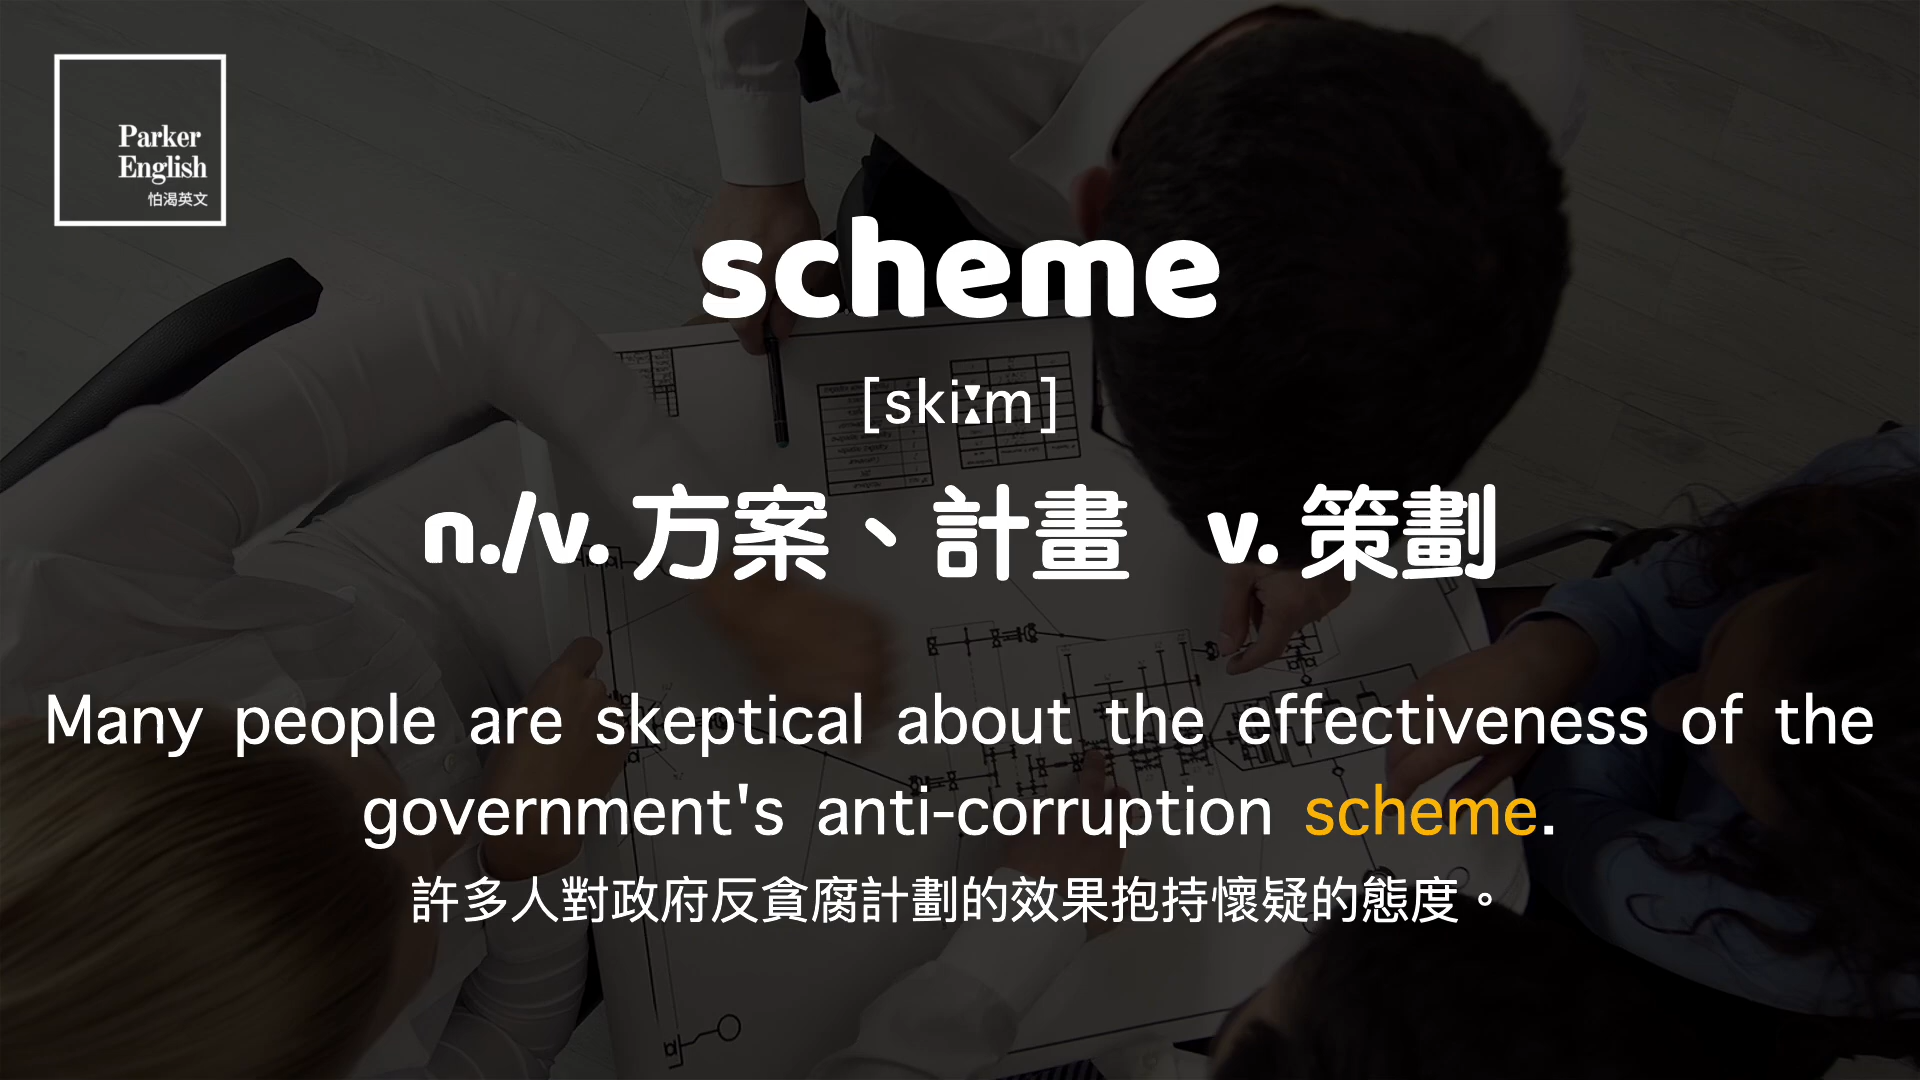 Parker
English
怕渴英文
scheme
[skiːm]
n./v. 方案、計畫 v. 策劃
Many people are skeptical about the effectiveness of the
government's anti-corruption scheme.
許多人對政府反貪腐計劃的效果抱持懷疑的態度。